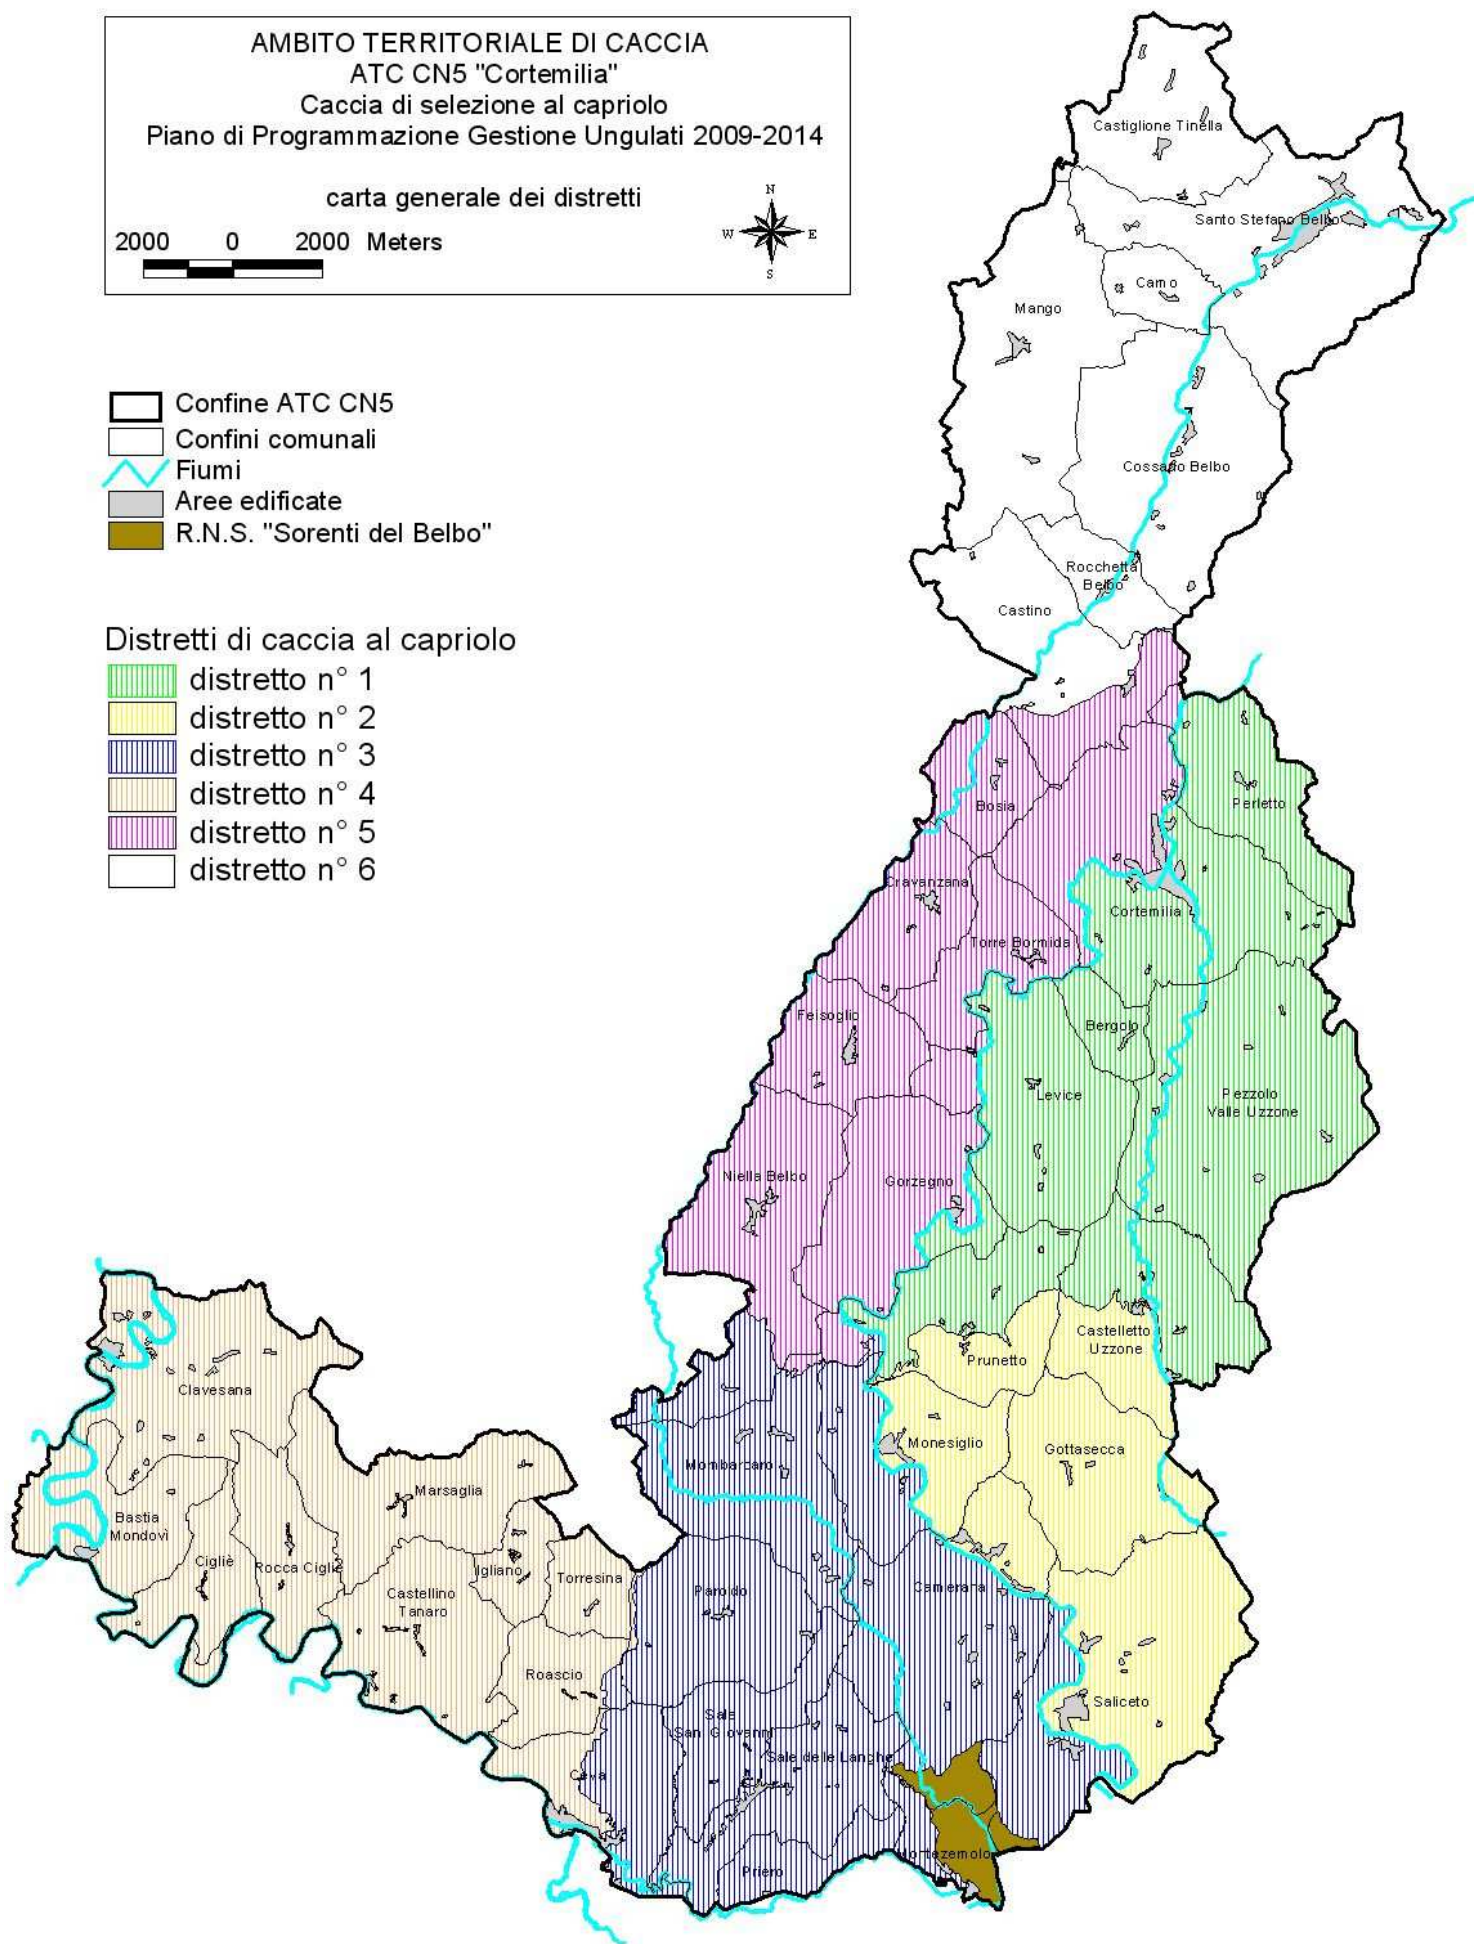 AMBITO TERRITORIALE DI CACCIA
ATC CN5 "Cortemilia"
Caccia di selezione al capriolo
Piano di Programmazione Gestione Ungulati 2009-2014
carta generale dei distretti
2000 0 2000 Meters
N
W E
S
Confine ATC CN5
Confini comunali
Fiumi
Aree edificate
R.N.S. "Sorenti del Belbo"
Distretti di caccia al capriolo
distretto n° 1
distretto n° 2
distretto n° 3
distretto n° 4
distretto n° 5
distretto n° 6
Castiglione Tinella
Santo Stefano Belbo
Camo
Mango
Cossano Belbo
Rocchetta
Belbo
Castino
Bosia
Perletto
Cravanzana
Cortemilia
Torre Bormida
Feisoglio
Bergolo
Levice
Pezzolo
Valle Uzzone
Niella Belbo
Gorzegno
Castelletto
Uzzone
Prunetto
Clavesana
Monesiglio
Gottasecca
Mombarcaro
Marsaglia
Bastia
Mondovì
Cigliè
Rocca Cigliè
Igliano
Torresina
Castellino
Tanaro
Paroldo
Camerana
Roascio
Saliceto
Sale
San Giovanni
Sale delle Langhe
Ceva
Montezemolo
Priero